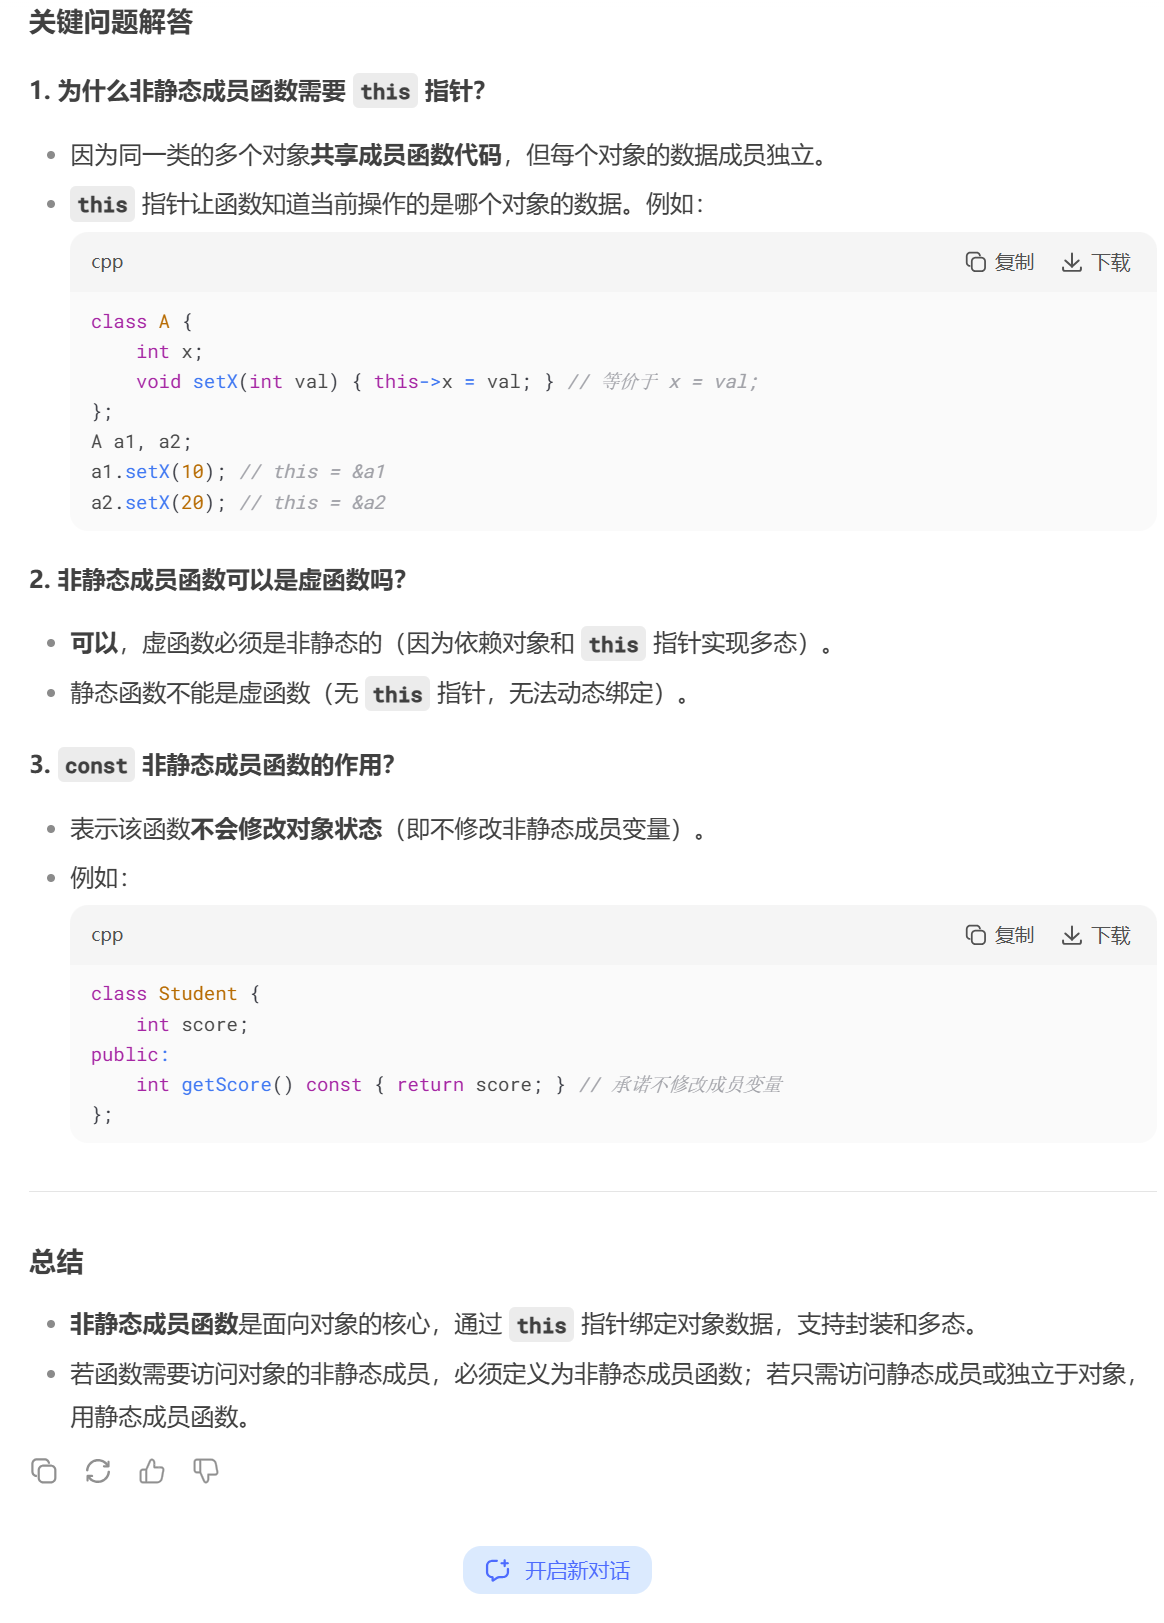 关键问题解答
1. 为什么非静态成员函数需要 this 指针？
因为同一类的多个对象共享成员函数代码，但每个对象的数据成员独立。
this 指针让函数知道当前操作的是哪个对象的数据。例如：
cpp 复制 下载
class A {
    int x;
    void setX(int val) { this->x = val; } // 等价于 x = val;
};
A a1, a2;
a1.setX(10); // this = &a1
a2.setX(20); // this = &a2
2. 非静态成员函数可以是虚函数吗？
可以，虚函数必须是非静态的（因为依赖对象和 this 指针实现多态）。
静态函数不能是虚函数（无 this 指针，无法动态绑定）。
3. const 非静态成员函数的作用？
表示该函数不会修改对象状态（即不修改非静态成员变量）。
例如：
cpp 复制 下载
class Student {
    int score;
public:
    int getScore() const { return score; } // 承诺不修改成员变量
};
总结
非静态成员函数是面向对象的核心，通过 this 指针绑定对象数据，支持封装和多态。
若函数需要访问对象的非静态成员，必须定义为非静态成员函数；若只需访问静态成员或独立于对象，
用静态成员函数。
开启新对话